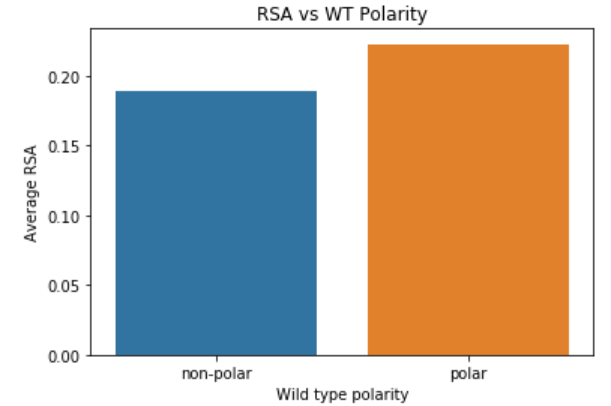 RSA vs WT Polarity
Average RSA
0.20
0.15
0.10
0.05
0.00
non-polar
polar
Wild type polarity